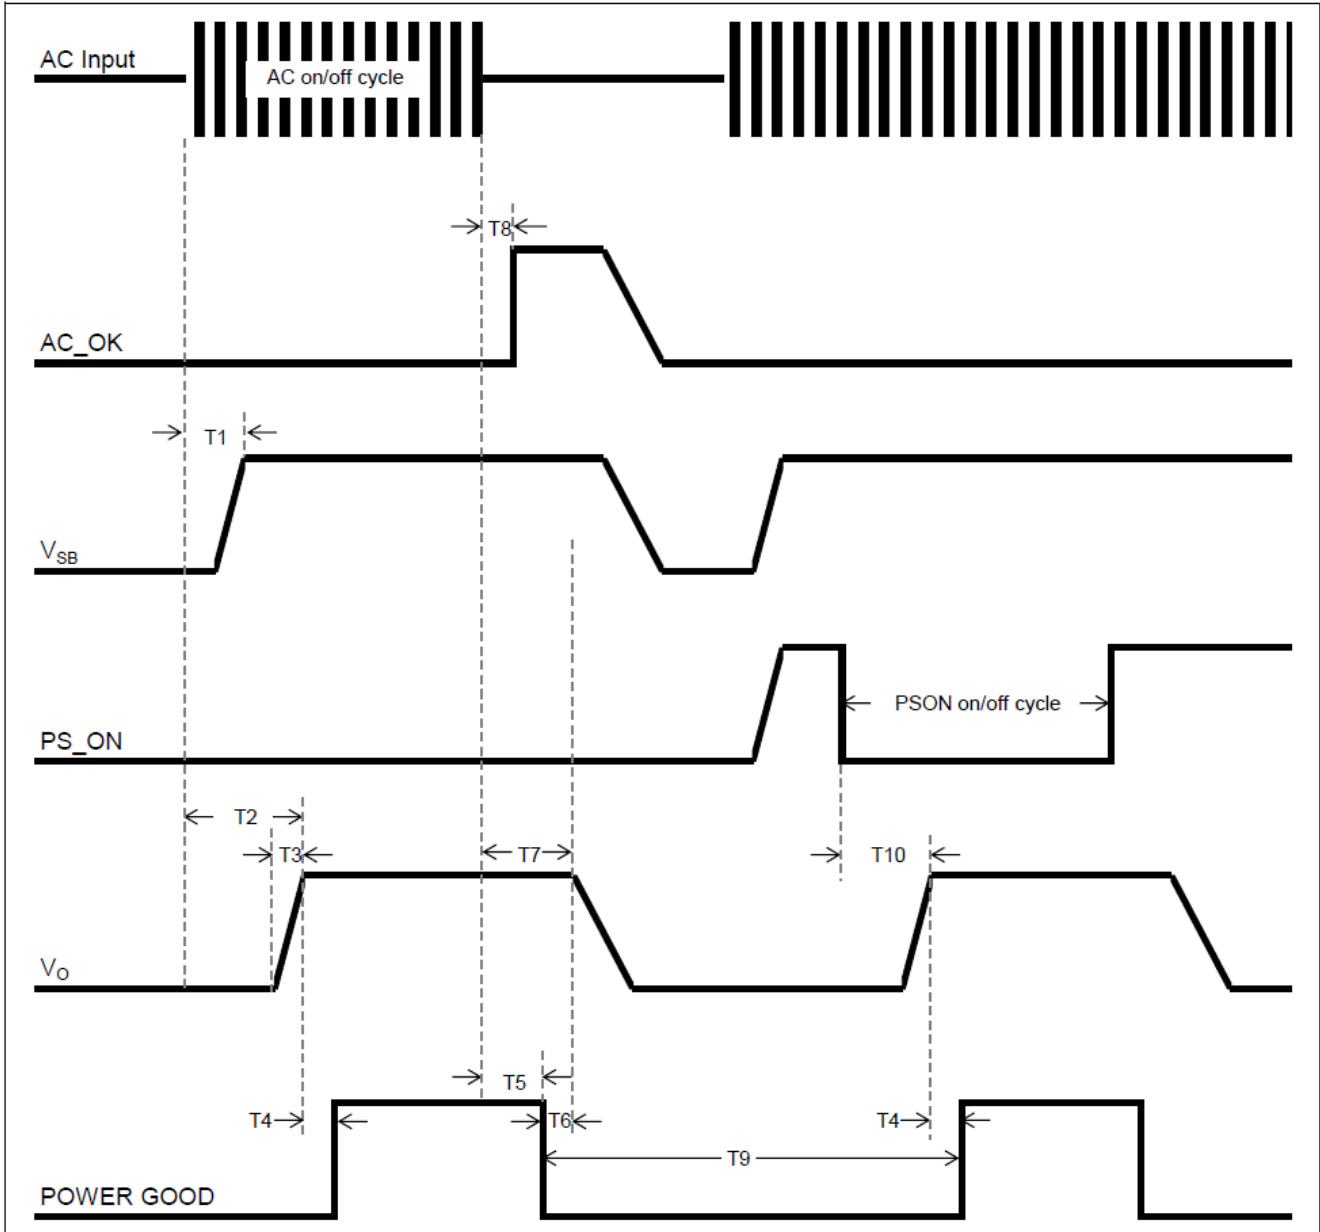 AC Input
AC on/off cycle
T8
AC_OK
T1
VSB
PSON on/off cycle
PS_ON
T2
T3
T7
T10
VO
T5
T4
T6
T4
T9
POWER GOOD